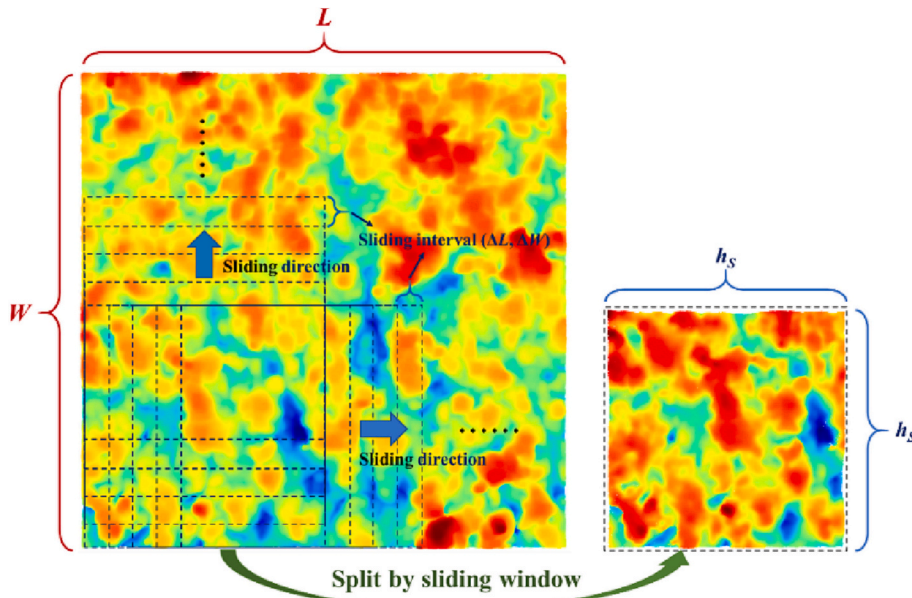 L
W
Sliding interval (ΔL, ΔW)
Sliding direction
Sliding direction
h_S
h_S
Split by sliding window